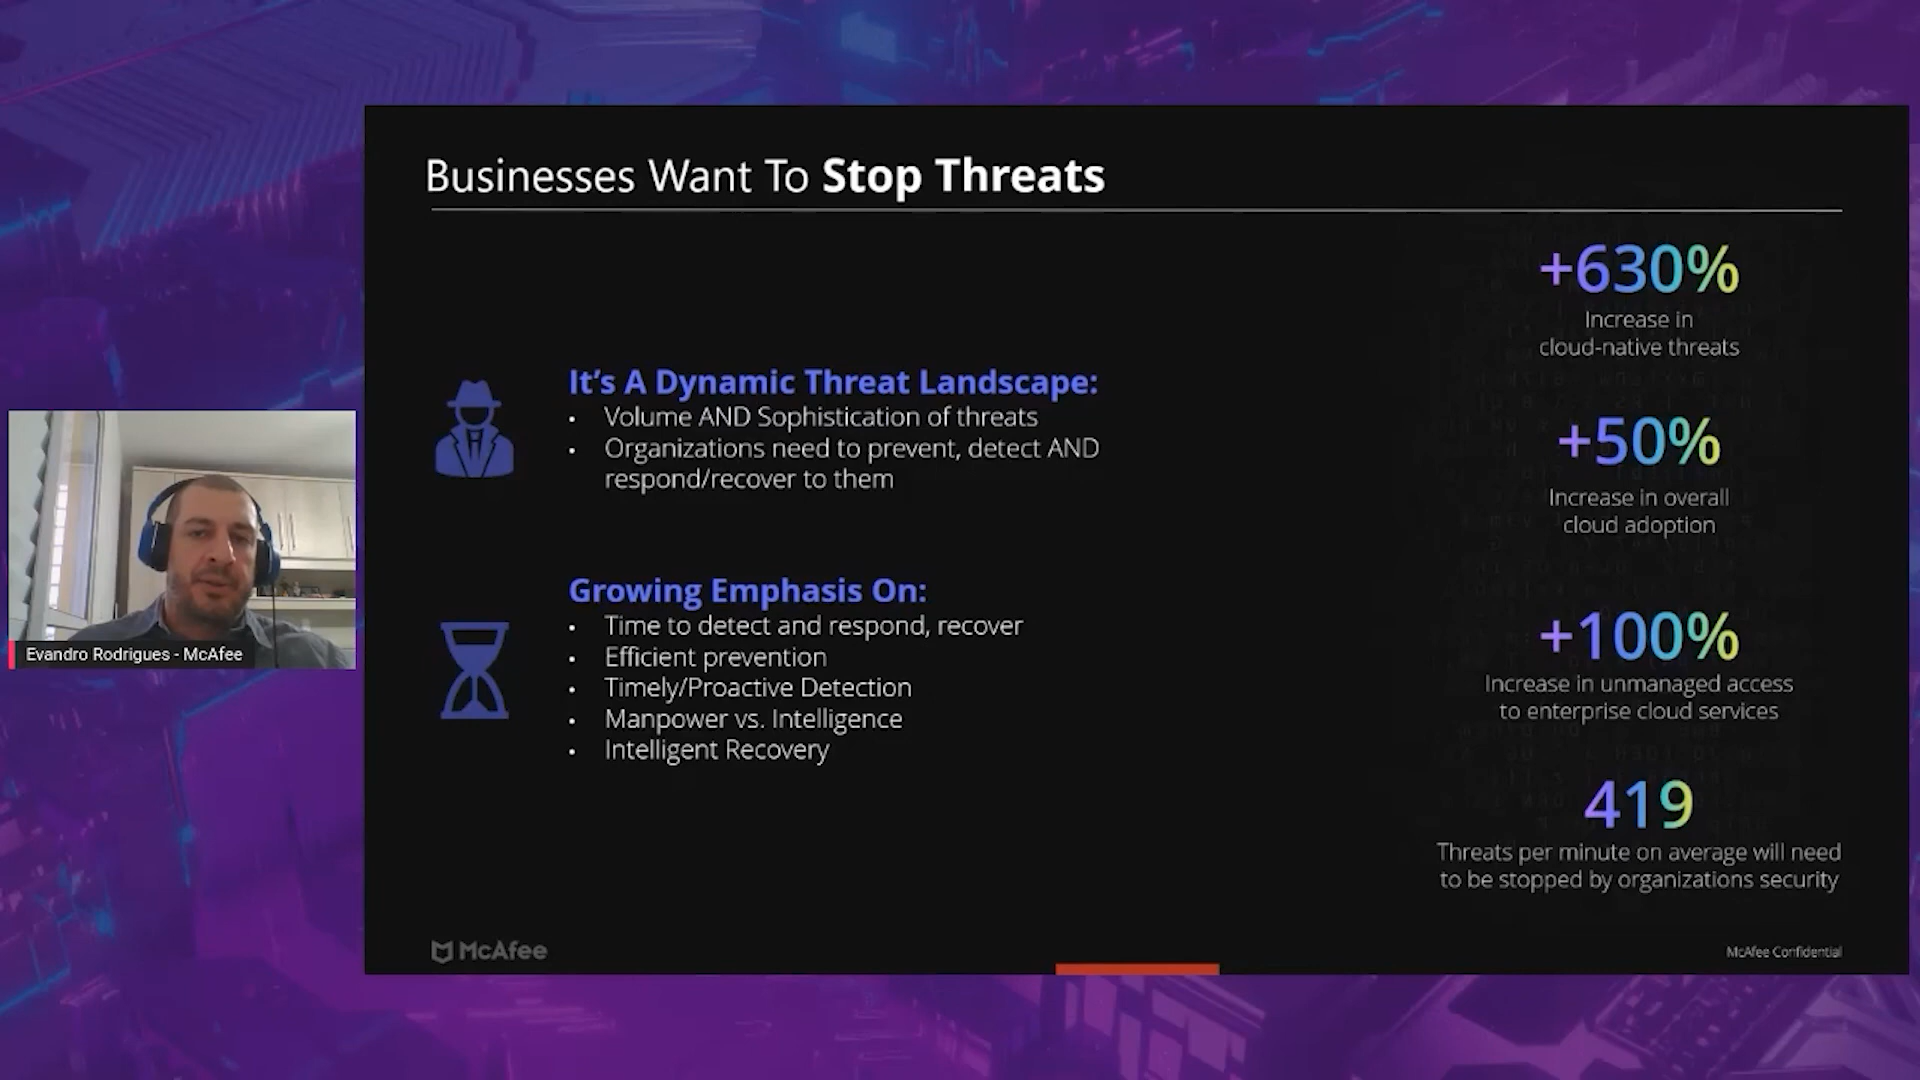 Businesses Want To Stop Threats
It's A Dynamic Threat Landscape:
• Volume AND Sophistication of threats
• Organizations need to prevent, detect AND
respond/recover to them
Growing Emphasis On:
• Time to detect and respond, recover
• Efficient prevention
• Timely/Proactive Detection
• Manpower vs. Intelligence
• Intelligent Recovery
+630%
Increase in
cloud-native threats
+50%
Increase in overall
cloud adoption
+100%
Increase in unmanaged access
to enterprise cloud services
419
Threats per minute on average will need
to be stopped by organizations security
McAfee
McAfee Confidential
Evandro Rodrigues - McAfee